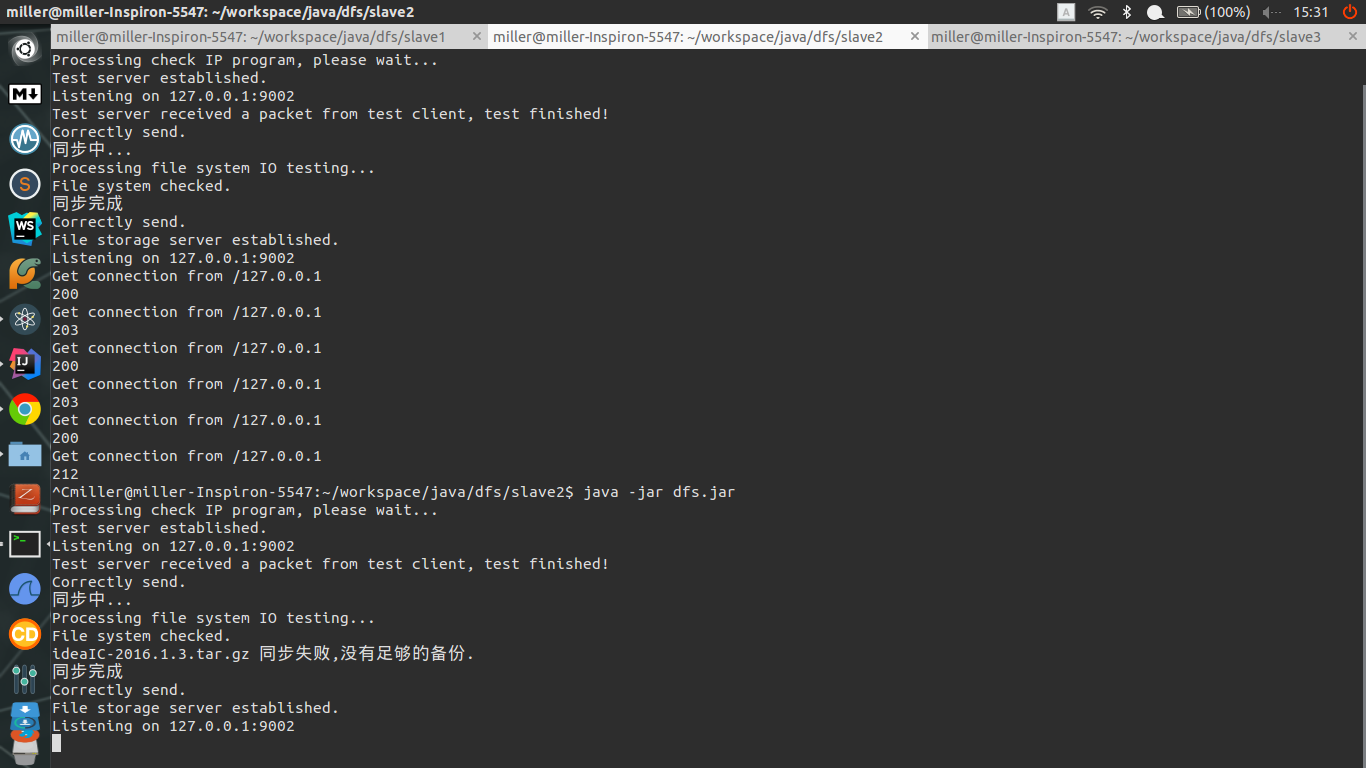 miller@miller-Inspiron-5547: ~/workspace/java/dfs/slave2
A
(100%)
15:31
miller@miller-Inspiron-5547: ~/workspace/java/dfs/slave1
miller@miller-Inspiron-5547: ~/workspace/java/dfs/slave2
miller@miller-Inspiron-5547: ~/workspace/java/dfs/slave3
Processing check IP program, please wait...
Test server established.
Listening on 127.0.0.1:9002
Test server received a packet from test client, test finished!
Correctly send.
同步中...
Processing file system IO testing...
File system checked.
同步完成
Correctly send.
File storage server established.
Listening on 127.0.0.1:9002
Get connection from /127.0.0.1
200
Get connection from /127.0.0.1
203
Get connection from /127.0.0.1
200
Get connection from /127.0.0.1
203
Get connection from /127.0.0.1
200
Get connection from /127.0.0.1
212
^Cmiller@miller-Inspiron-5547:~/workspace/java/dfs/slave2$ java -jar dfs.jar
Processing check IP program, please wait...
Test server established.
Listening on 127.0.0.1:9002
Test server received a packet from test client, test finished!
Correctly send.
同步中...
Processing file system IO testing...
File system checked.
ideaIC-2016.1.3.tar.gz 同步失败,没有足够的备份.
同步完成
Correctly send.
File storage server established.
Listening on 127.0.0.1:9002
M
S
WS
IJ
Z
>_
CD